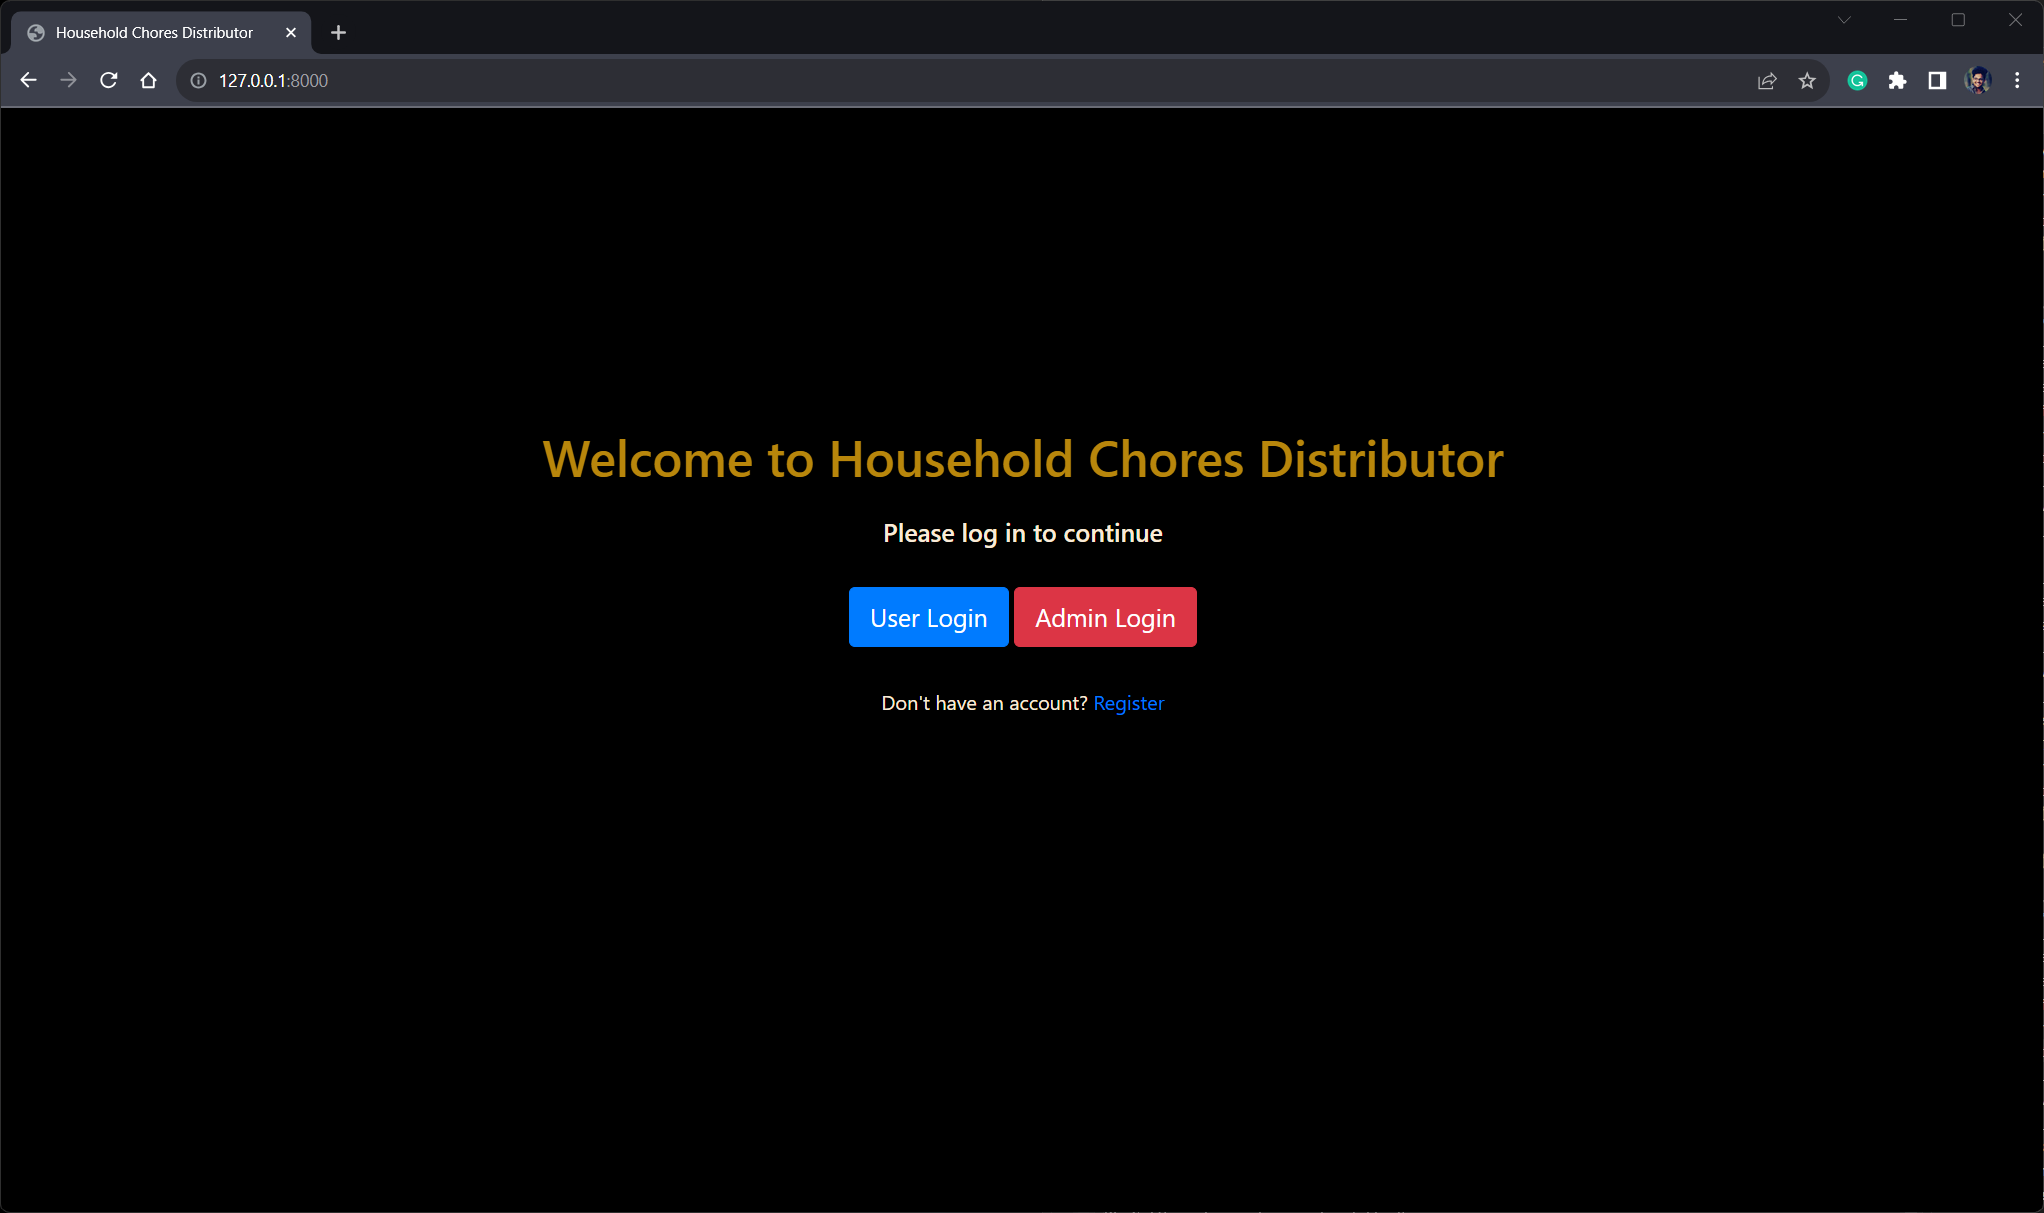 Household Chores Distributor
127.0.0.1:8000
Welcome to Household Chores Distributor
Please log in to continue
User Login Admin Login
Don't have an account? Register